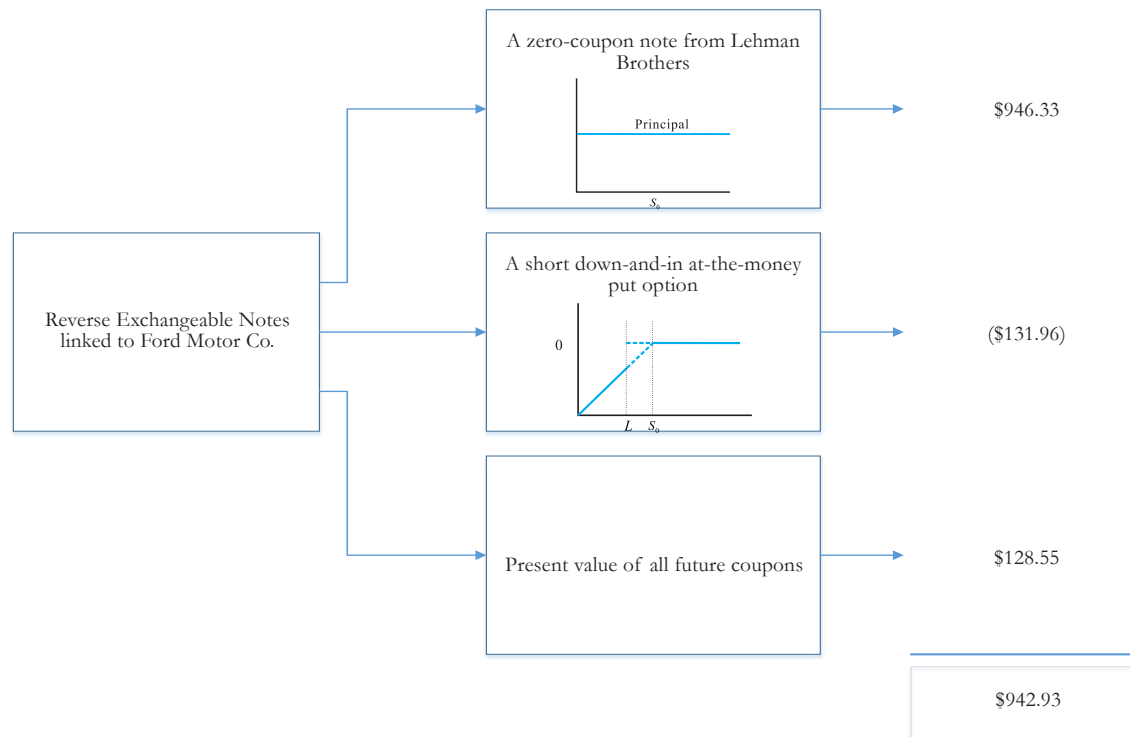 A zero-coupon note from Lehman
Brothers
Principal
S₀
$946.33
Reverse Exchangeable Notes
linked to Ford Motor Co.
A short down-and-in at-the-money
put option
0
L S₀
($131.96)
Present value of all future coupons
$128.55
$942.93